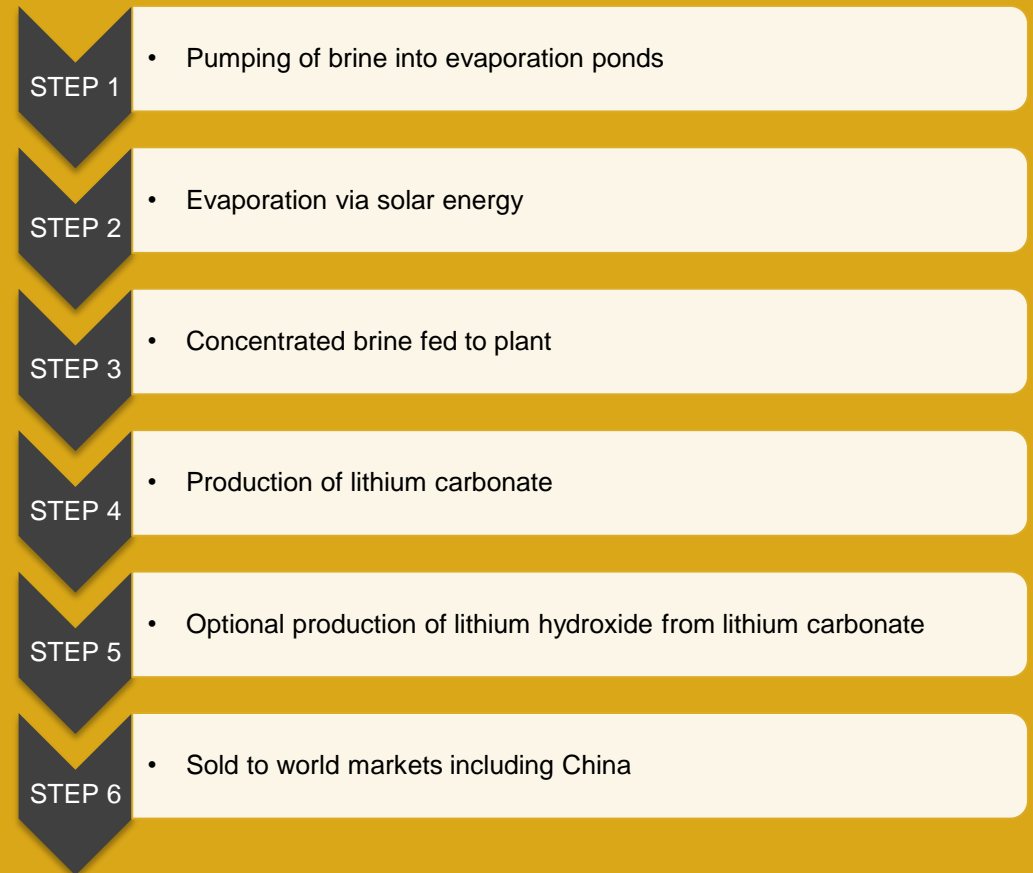 STEP 1
• Pumping of brine into evaporation ponds
STEP 2
• Evaporation via solar energy
STEP 3
• Concentrated brine fed to plant
STEP 4
• Production of lithium carbonate
STEP 5
• Optional production of lithium hydroxide from lithium carbonate
STEP 6
• Sold to world markets including China